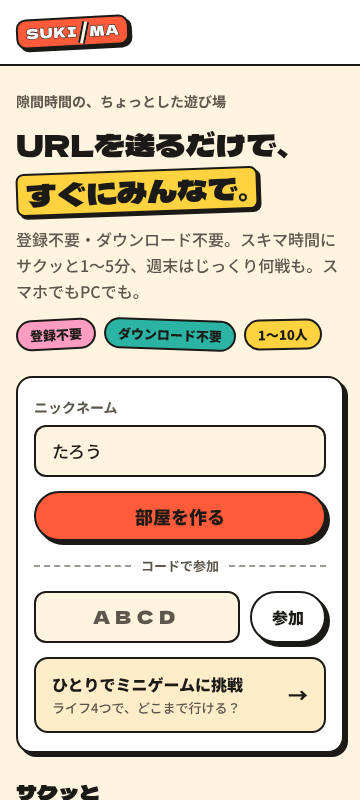 SUKI/MA
隙間時間の、ちょっとした遊び場
URLを送るだけで、
すぐにみんなで。
登録不要・ダウンロード不要。スキマ時間に
サクッと1〜5分、週末はじっくり何戦も。ス
マホでもPCでも。
登録不要 ダウンロード不要 1〜10人
ニックネーム
たろう
部屋を作る
コードで参加
ABCD 参加
ひとりでミニゲームに挑戦 →
ライフ4つで、どこまで行ける？
サクッと